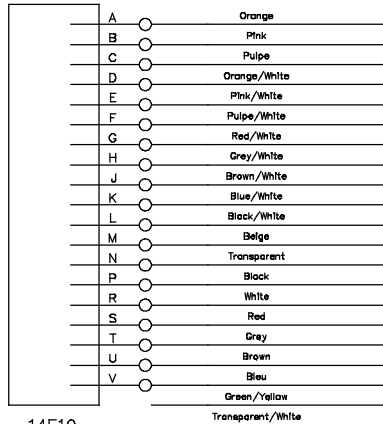 A Orange
B Pink
C Pulpe
D Orange/White
E Pink/White
F Pulpe/White
G Red/White
H Grey/White
J Brown/White
K Blue/White
L Black/White
M Beige
N Transparent
P Black
R White
S Red
T Grey
U Brown
V Bleu
Green/Yellow
Transparent/White